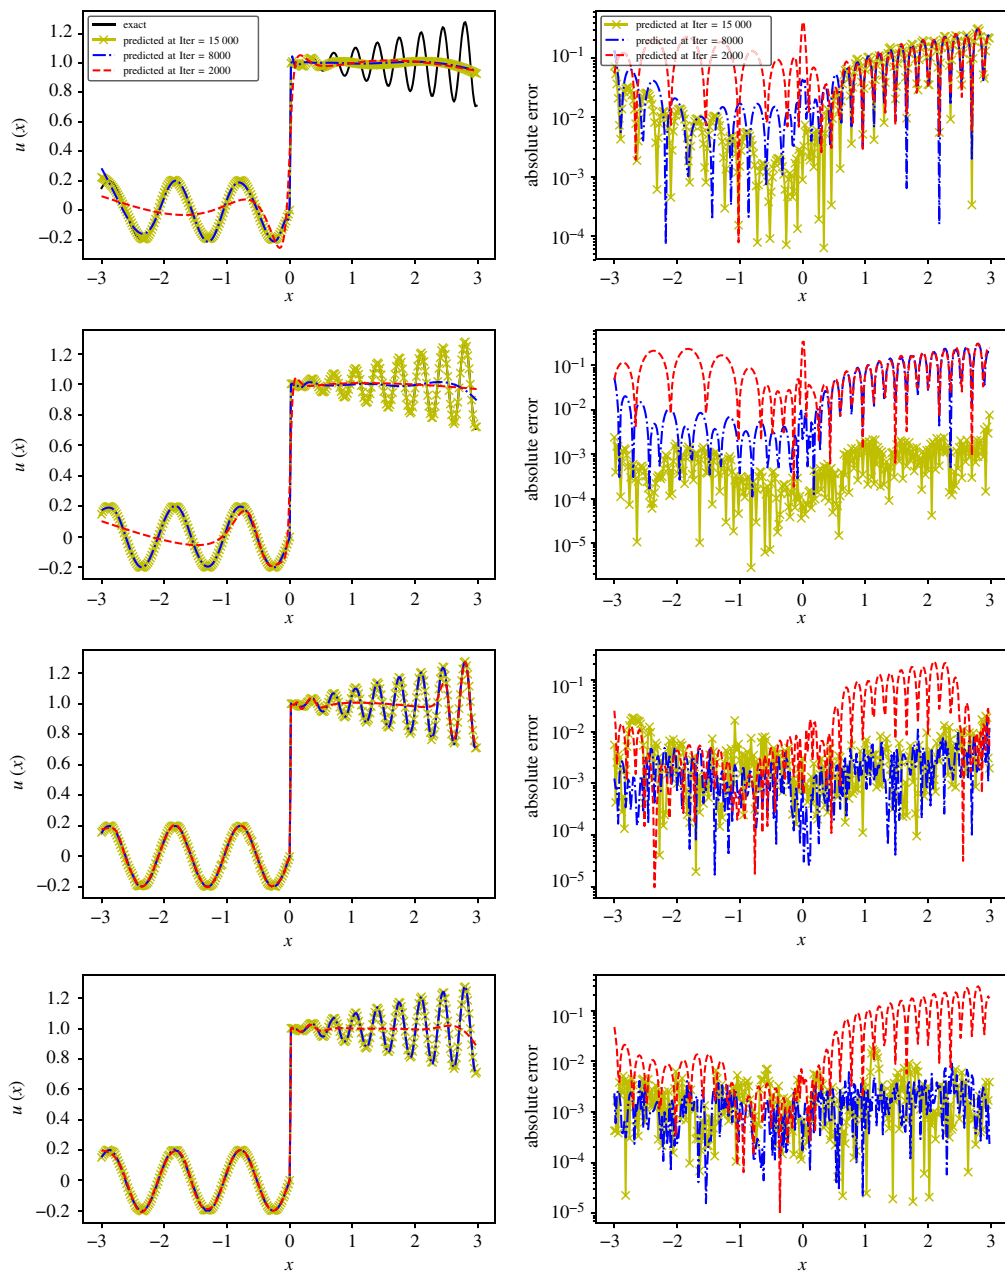 exact
predicted at Iter = 15 000
predicted at Iter = 8000
predicted at Iter = 2000
1.2
1.0
0.8
0.6
0.4
0.2
0
−0.2
u (x)
−3 −2 −1 0 1 2 3
x
predicted at Iter = 15 000
predicted at Iter = 8000
predicted at Iter = 2000
10−1
10−2
10−3
10−4
absolute error
−3 −2 −1 0 1 2 3
x
1.2
1.0
0.8
0.6
0.4
0.2
0
−0.2
u (x)
−3 −2 −1 0 1 2 3
x
10−1
10−2
10−3
10−4
10−5
absolute error
−3 −2 −1 0 1 2 3
x
1.2
1.0
0.8
0.6
0.4
0.2
0
−0.2
u (x)
−3 −2 −1 0 1 2 3
x
10−1
10−2
10−3
10−4
10−5
absolute error
−3 −2 −1 0 1 2 3
x
1.2
1.0
0.8
0.6
0.4
0.2
0
−0.2
u (x)
−3 −2 −1 0 1 2 3
x
10−1
10−2
10−3
10−4
10−5
absolute error
−3 −2 −1 0 1 2 3
x